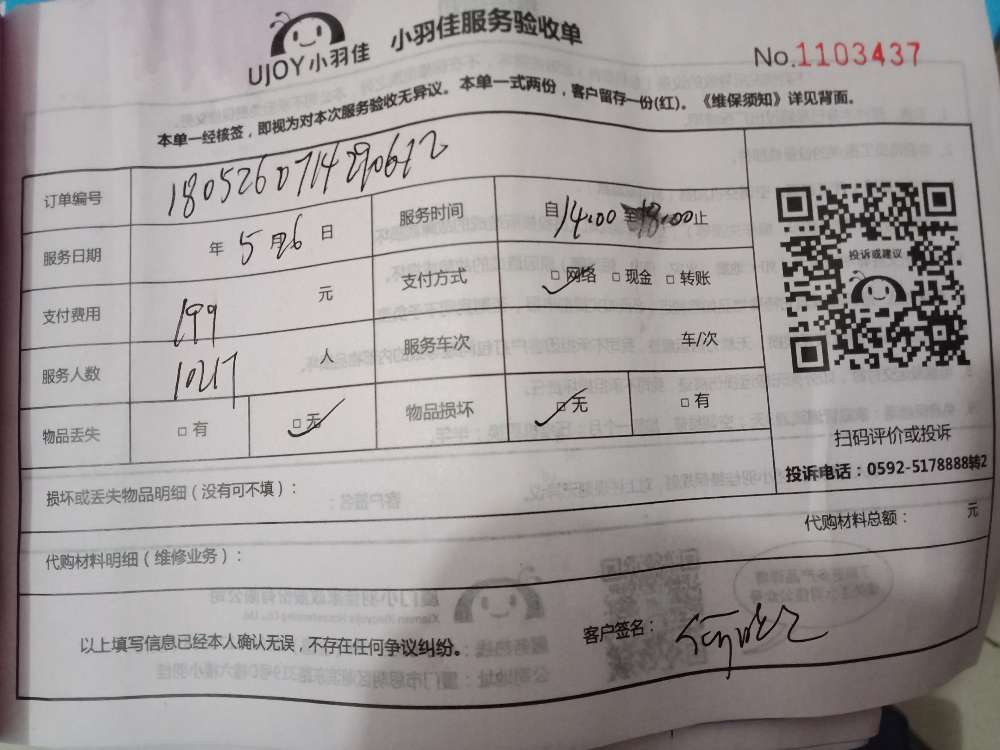 UJOY小羽佳 小羽佳服务验收单
No.1103437
本单一经核签，即视为对本次服务验收无异议。本单一式两份，客户留存一份(红)。《维保须知》详见背面。
订单编号
服务日期 年 5月6日 服务时间 自14:00至18:00止
支付费用 199 元 支付方式 □网络 □现金 □转账
服务人数 10217 人 服务车次 车/次
物品丢失 □有 □无 物品损坏 □无 □有
投诉或建议
扫码评价或投诉
投诉电话：0592-5178888转2
损坏或丢失物品明细（没有可不填）：
代购材料明细（维修业务）： 代购材料总额： 元
以上填写信息已经本人确认无误，不存在任何争议纠纷。 客户签名：